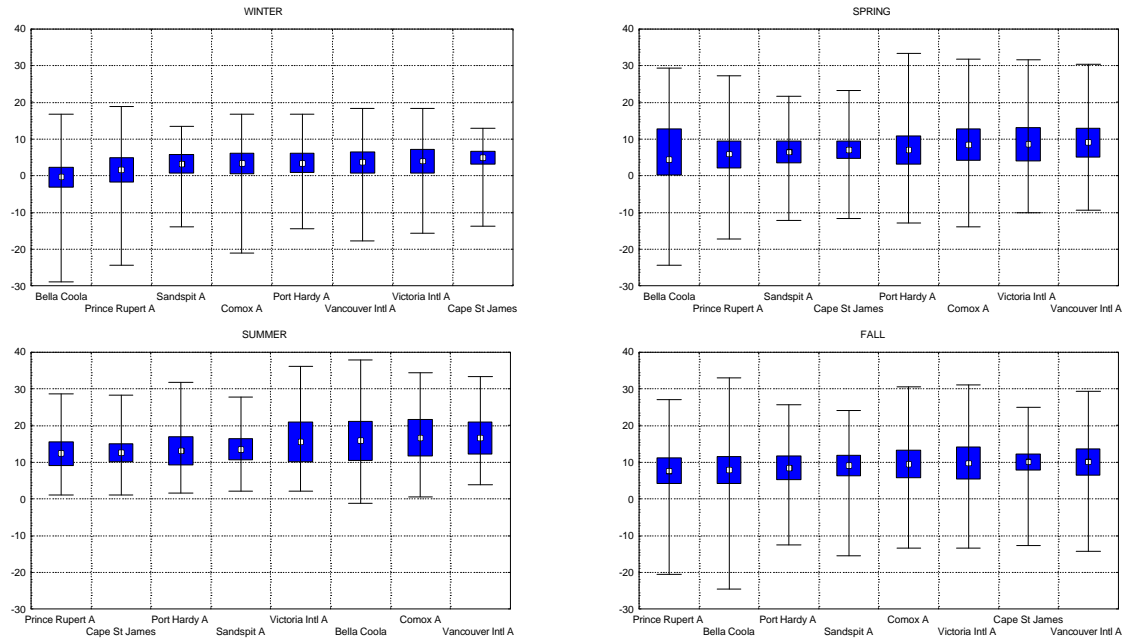 WINTER
40
30
20
10
0
-10
-20
-30
Bella Coola Sandspit A Port Hardy A Victoria Intl A
Prince Rupert A Comox A Vancouver Intl A Cape St James
SPRING
40
30
20
10
0
-10
-20
-30
Bella Coola Sandspit A Port Hardy A Victoria Intl A
Prince Rupert A Cape St James Comox A Vancouver Intl A
SUMMER
40
30
20
10
0
-10
-20
-30
Prince Rupert A Port Hardy A Victoria Intl A Comox A
Cape St James Sandspit A Bella Coola Vancouver Intl A
FALL
40
30
20
10
0
-10
-20
-30
Prince Rupert A Port Hardy A Comox A Cape St James
Bella Coola Sandspit A Victoria Intl A Vancouver Intl A